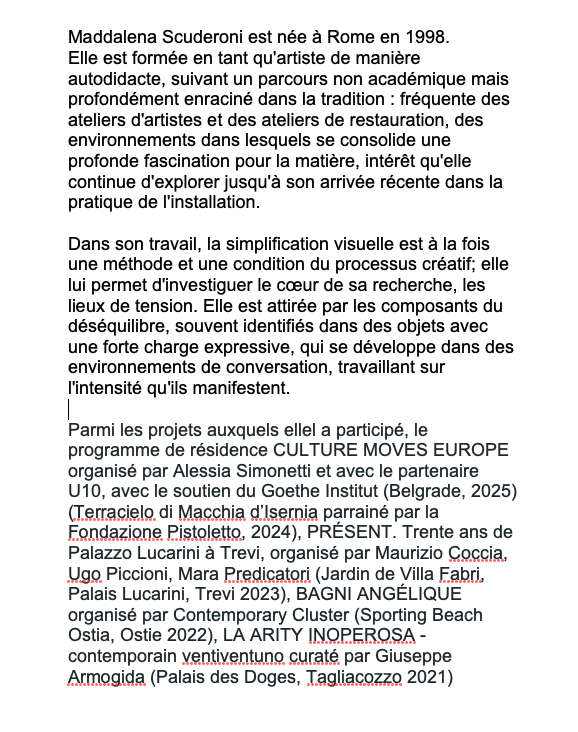 Maddalena Scuderoni est née à Rome en 1998.
Elle est formée en tant qu'artiste de manière
autodidacte, suivant un parcours non académique mais
profondément enraciné dans la tradition : fréquente des
ateliers d'artistes et des ateliers de restauration, des
environnements dans lesquels se consolide une
profonde fascination pour la matière, intérêt qu'elle
continue d'explorer jusqu'à son arrivée récente dans la
pratique de l'installation.
Dans son travail, la simplification visuelle est à la fois
une méthode et une condition du processus créatif; elle
lui permet d'investiguer le cœur de sa recherche, les
lieux de tension. Elle est attirée par les composants du
déséquilibre, souvent identifiés dans des objets avec
une forte charge expressive, qui se développe dans des
environnements de conversation, travaillant sur
l'intensité qu'ils manifestent.
Parmi les projets auxquels ellel a participé, le
programme de résidence CULTURE MOVES EUROPE
organisé par Alessia Simonetti et avec le partenaire
U10, avec le soutien du Goethe Institut (Belgrade, 2025)
(Terracielo di Macchia d’Isernia parrainé par la
Fondazione Pistoletto, 2024), PRÉSENT. Trente ans de
Palazzo Lucarini à Trevi, organisé par Maurizio Coccia,
Ugo Piccioni, Mara Predicatori (Jardin de Villa Fabri,
Palais Lucarini, Trevi 2023), BAGNI ANGÉLIQUE
organisé par Contemporary Cluster (Sporting Beach
Ostia, Ostie 2022), LA ARITY INOPEROSA -
contemporain ventiventuno curaté par Giuseppe
Armogida (Palais des Doges, Tagliacozzo 2021)